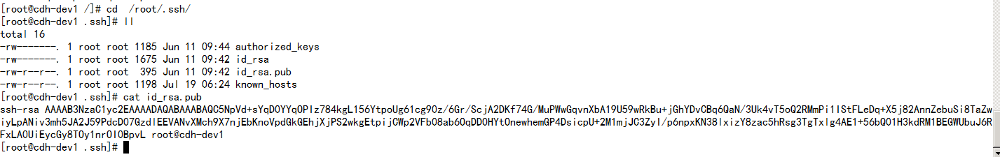 [root@cdh-dev1 /]# cd  /root/.ssh/
[root@cdh-dev1 .ssh]# ll
total 16
-rw-------. 1 root root 1185 Jun 11 09:44 authorized_keys
-rw-------. 1 root root 1675 Jun 11 09:42 id_rsa
-rw-r--r--. 1 root root  395 Jun 11 09:42 id_rsa.pub
-rw-r--r--. 1 root root 1198 Jul 19 06:24 known_hosts
[root@cdh-dev1 .ssh]# cat id_rsa.pub
ssh-rsa AAAAB3NzaC1yc2EAAAADAQABAAABAQC5NpVd+sYqDOYYqOPIz784kgL156YtpoUg61cg9Oz/6Gr/ScjA2DKf74G/MuPWwGqvnXbA19U59wRkBu+jGhYDvCBq6QaN/3Uk4vT5oQ2RMmPi1IStFLeDq+X5j82AnnZebuSi8TaZw
iyLpANiv3mh5JA2J59PdcD07GzdlEEVANvXMch9X7njEbKnoVpdGkGEhjXjPS2wkgEtpijCWp2VFb08ab6OqDDOHYtOnewhemGP4DsicpU+2M1mjJC3ZyI/p6npxKN38lxizY8zac5hRsg3TgTxlg4AE1+56bQ01H3kdRM1BEGWUbuJ6R
FxLA0UiEycGy8TOy1nrOIOBpvL root@cdh-dev1
[root@cdh-dev1 .ssh]#